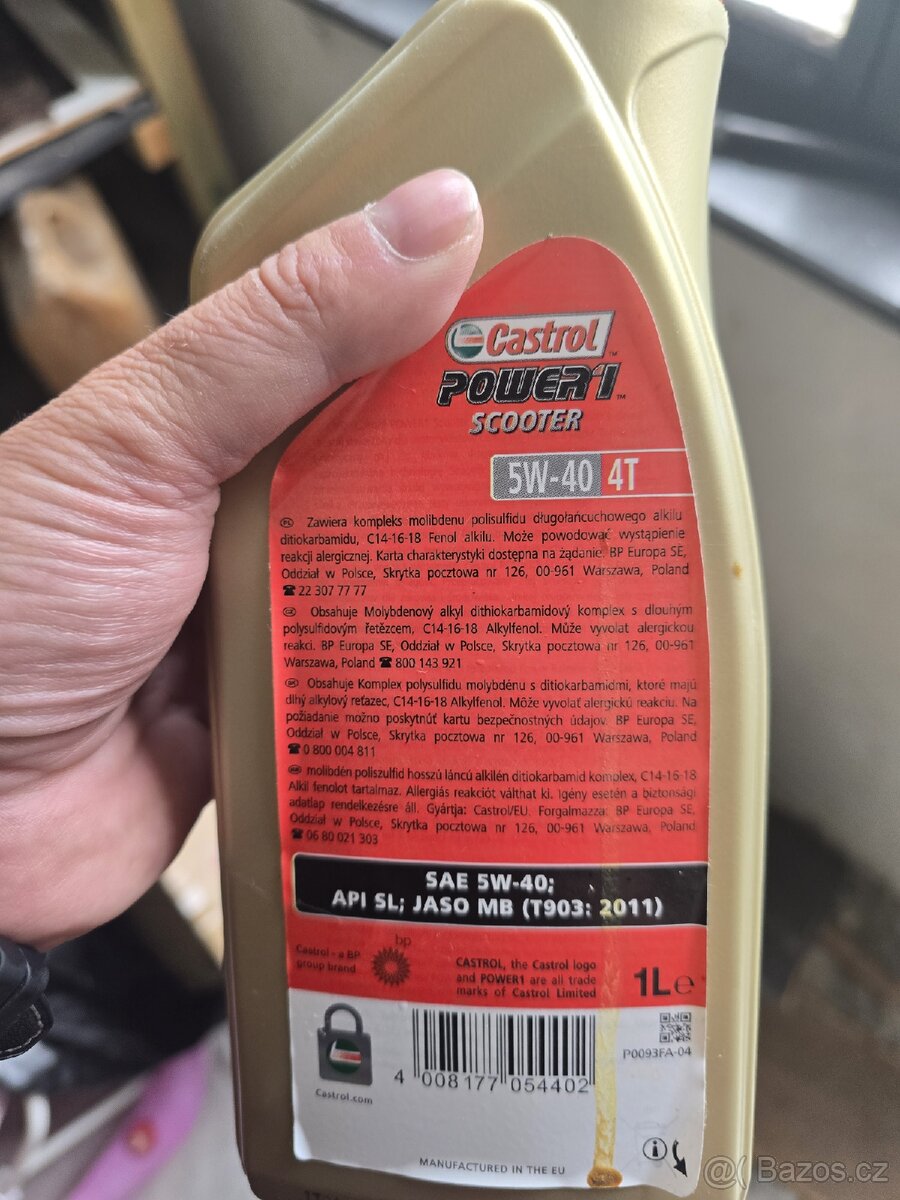 Castrol
POWER1™
SCOOTER
5W-40 4T
PL Zawiera kompleks molibdenu polisulfidu długołańcuchowego alkilu
ditiokarbamidu, C14-16-18 Fenol alkilu. Może powodować wystąpienie
reakcji alergicznej. Karta charakterystyki dostępna na żądanie. BP Europa SE,
Oddział w Polsce, Skrytka pocztowa nr 126, 00-961 Warszawa, Poland
☎ 22 307 77 77
CZ Obsahuje Molybdenový alkyl dithiokarbamidový komplex s dlouhým
polysulfidovým řetězcem, C14-16-18 Alkylfenol. Může vyvolat alergickou
reakci. BP Europa SE, Oddział w Polsce, Skrytka pocztowa nr 126, 00-961
Warszawa, Poland ☎ 800 143 921
Obsahuje Komplex polysulfidu molybdénu s ditiokarbamidmi, ktoré majú
dlhý alkylový reťazec, C14-16-18 Alkylfenol. Môže vyvolať alergickú reakciu. Na
požiadanie možno poskytnúť kartu bezpečnostných údajov. BP Europa SE,
Oddział w Polsce, Skrytka pocztowa nr 126, 00-961 Warszawa, Poland
☎ 0 800 004 811
molibdén poliszulfid hosszú láncú alkilén ditiokarbamid komplex, C14-16-18
Alkil fenolot tartalmaz. Allergiás reakciót válthat ki. Igény esetén a biztonsági
adatlap rendelkezésre áll. Gyártja: Castrol/EU. Forgalmazza: BP Europa SE,
Oddział w Polsce, Skrytka pocztowa nr 126, 00-961 Warszawa, Poland
☎ 06 80 021 303
SAE 5W-40;
API SL; JASO MB (T903: 2011)
Castrol - a BP
group brand
bp
CASTROL, the Castrol logo
and POWER1 are all trade
marks of Castrol Limited
1L e
P0093FA-04
4 008177 054402
Castrol.com
MANUFACTURED IN THE EU
@( Bazos.cz